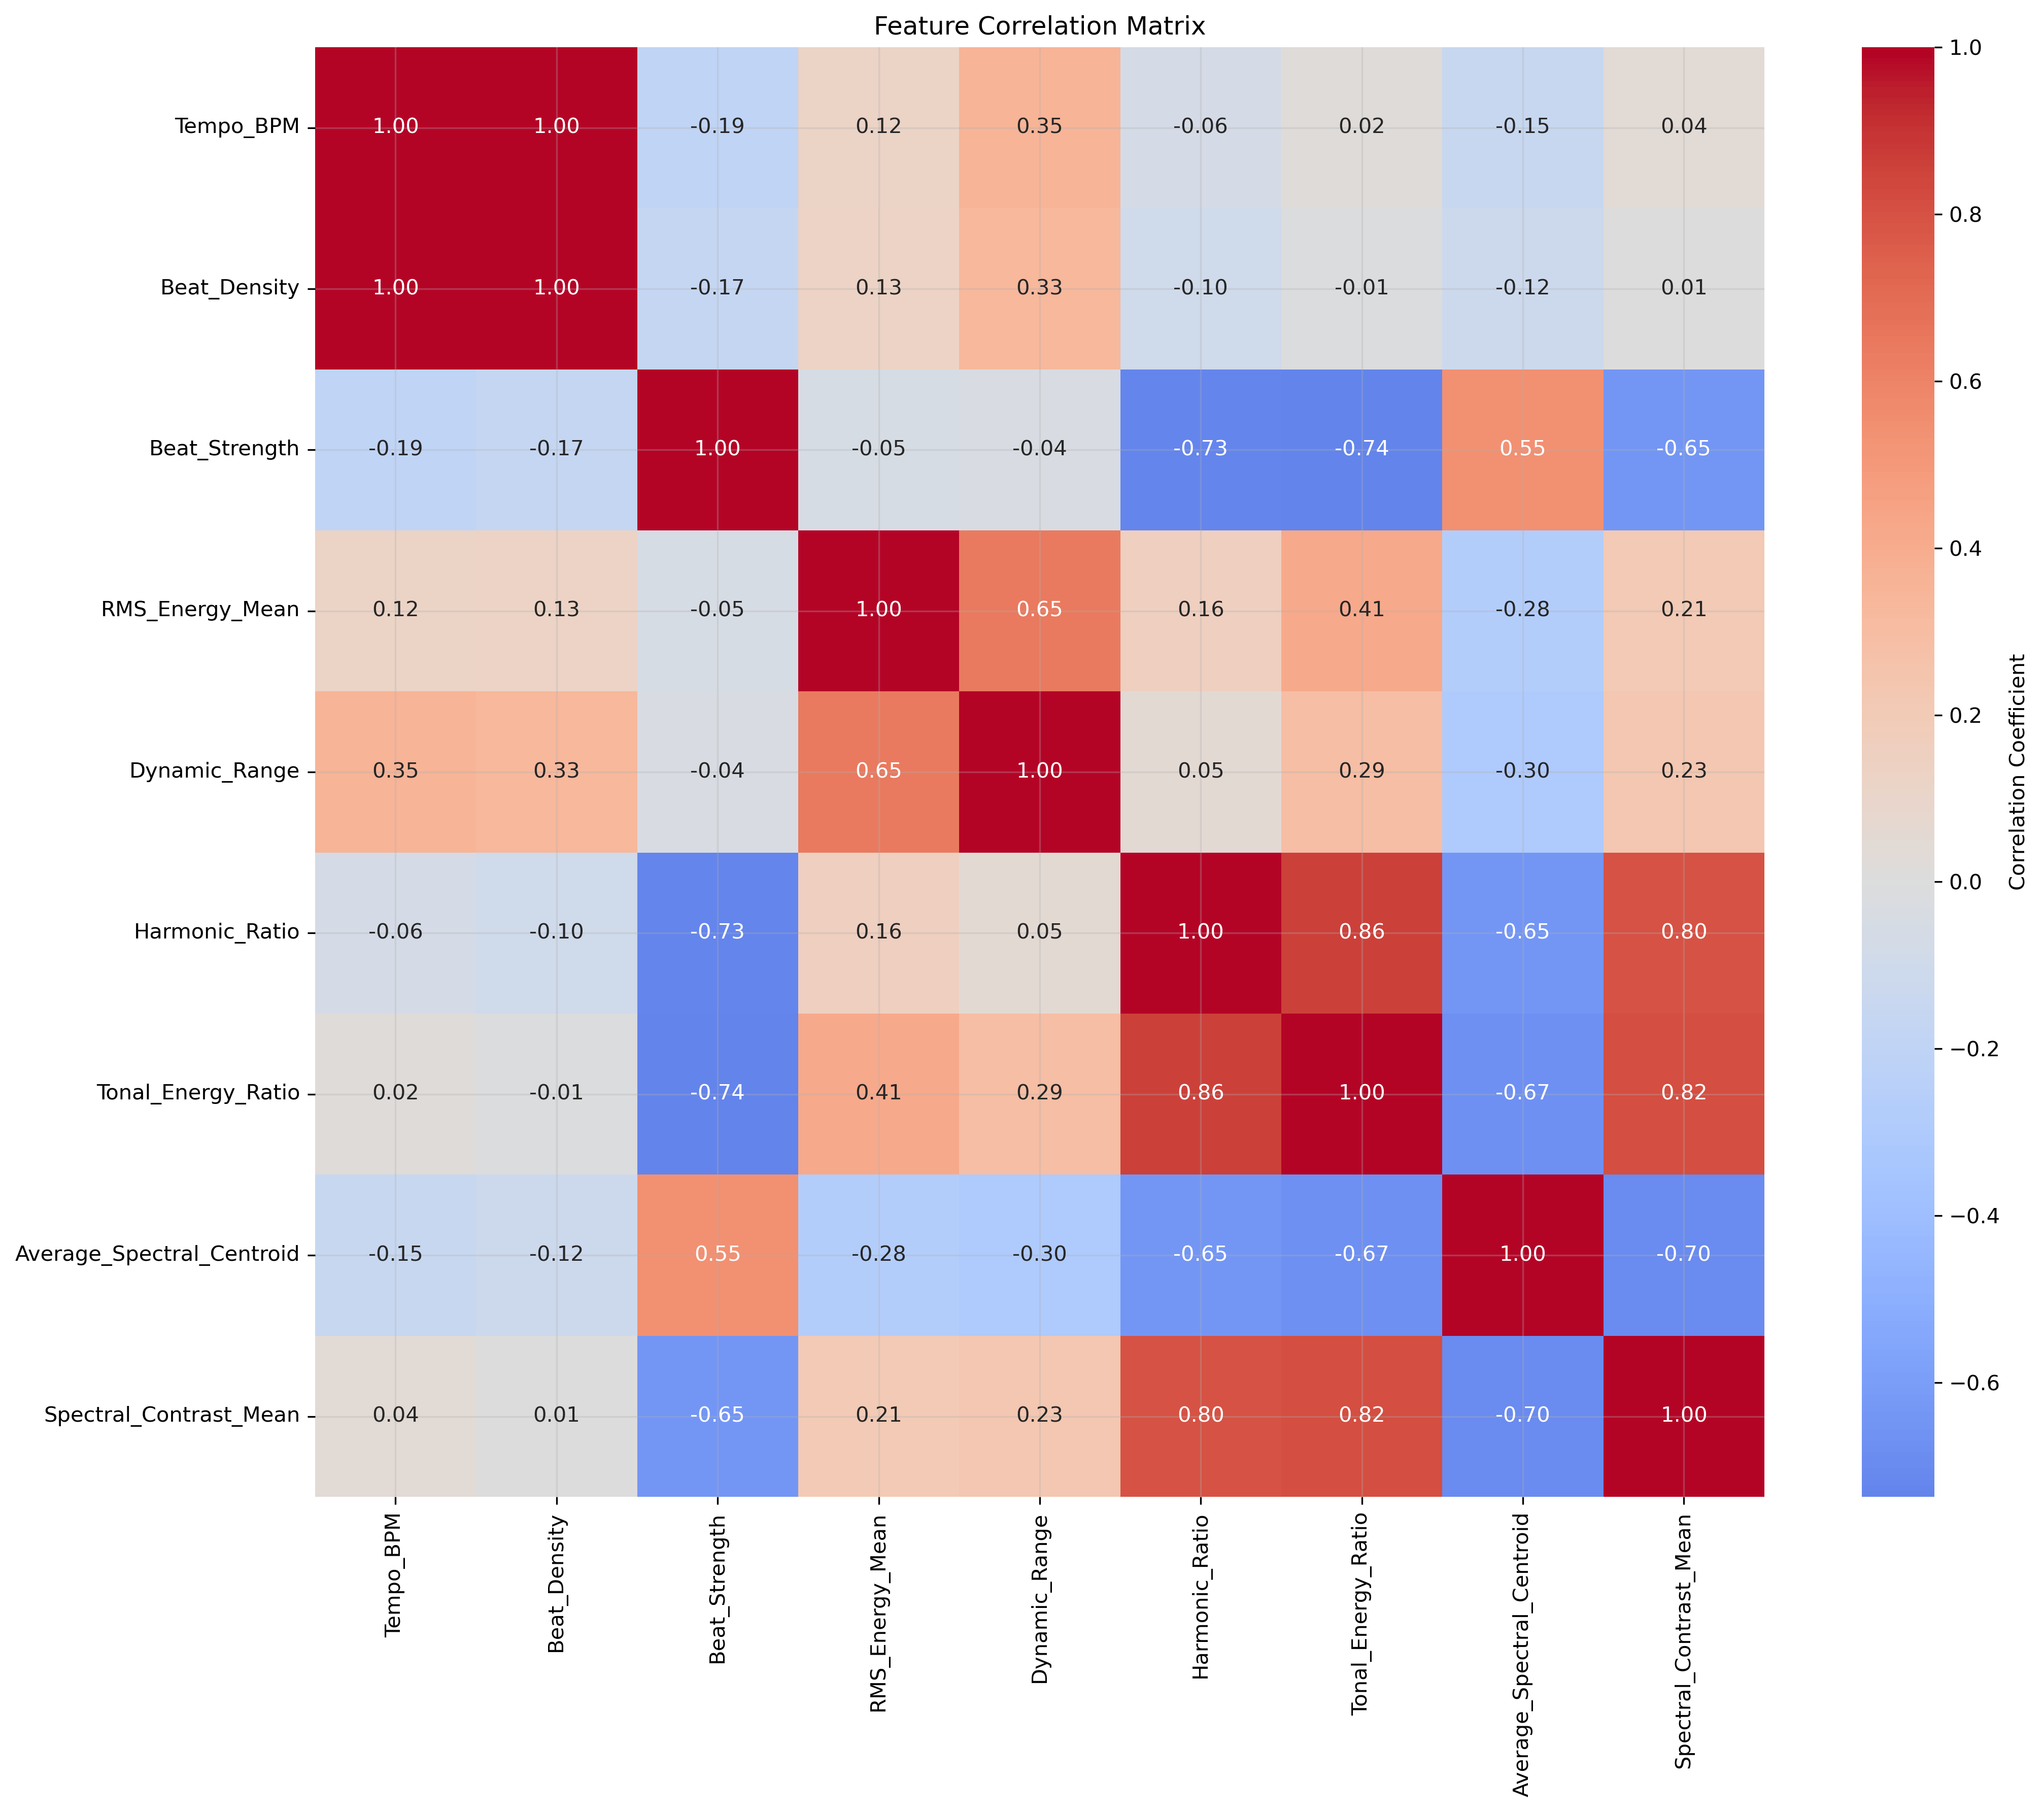 Feature Correlation Matrix
Tempo_BPM 1.00 1.00 -0.19 0.12 0.35 -0.06 0.02 -0.15 0.04
Beat_Density 1.00 1.00 -0.17 0.13 0.33 -0.10 -0.01 -0.12 0.01
Beat_Strength -0.19 -0.17 1.00 -0.05 -0.04 -0.73 -0.74 0.55 -0.65
RMS_Energy_Mean 0.12 0.13 -0.05 1.00 0.65 0.16 0.41 -0.28 0.21
Dynamic_Range 0.35 0.33 -0.04 0.65 1.00 0.05 0.29 -0.30 0.23
Harmonic_Ratio -0.06 -0.10 -0.73 0.16 0.05 1.00 0.86 -0.65 0.80
Tonal_Energy_Ratio 0.02 -0.01 -0.74 0.41 0.29 0.86 1.00 -0.67 0.82
Average_Spectral_Centroid -0.15 -0.12 0.55 -0.28 -0.30 -0.65 -0.67 1.00 -0.70
Spectral_Contrast_Mean 0.04 0.01 -0.65 0.21 0.23 0.80 0.82 -0.70 1.00
Tempo_BPM
Beat_Density
Beat_Strength
RMS_Energy_Mean
Dynamic_Range
Harmonic_Ratio
Tonal_Energy_Ratio
Average_Spectral_Centroid
Spectral_Contrast_Mean
1.0
0.8
0.6
0.4
0.2
0.0
−0.2
−0.4
−0.6
Correlation Coefficient